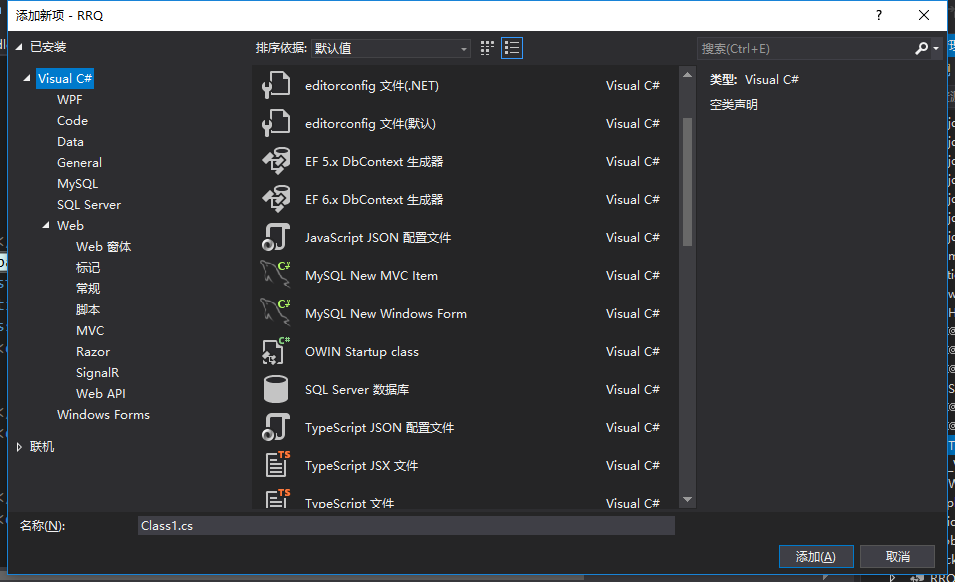 添加新项 - RRQ
?
已安装
排序依据: 默认值
搜索(Ctrl+E)
Visual C#
WPF
Code
Data
General
MySQL
SQL Server
Web
Web 窗体
标记
常规
脚本
MVC
Razor
SignalR
Web API
Windows Forms
联机
editorconfig 文件(.NET) Visual C#
editorconfig 文件(默认) Visual C#
EF 5.x DbContext 生成器 Visual C#
EF 6.x DbContext 生成器 Visual C#
JavaScript JSON 配置文件 Visual C#
C# MySQL New MVC Item Visual C#
C# MySQL New Windows Form Visual C#
C# OWIN Startup class Visual C#
SQL Server 数据库 Visual C#
TypeScript JSON 配置文件 Visual C#
TS TypeScript JSX 文件 Visual C#
TS TypeScript 文件 Visual C#
类型: Visual C#
空类声明
名称(N): Class1.cs
添加(A) 取消